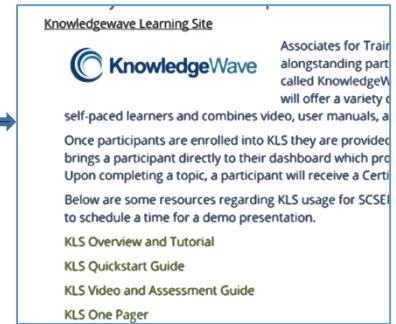 Knowledgewave Learning Site
KnowledgeWave
Associates for Train
alongstanding part
called KnowledgeW
will offer a variety
self-paced learners and combines video, user manuals, a
Once participants are enrolled into KLS they are provided
brings a participant directly to their dashboard which pro
Upon completing a topic, a participant will receive a Certi
Below are some resources regarding KLS usage for SCSEP
to schedule a time for a demo presentation.
KLS Overview and Tutorial
KLS Quickstart Guide
KLS Video and Assessment Guide
KLS One Pager